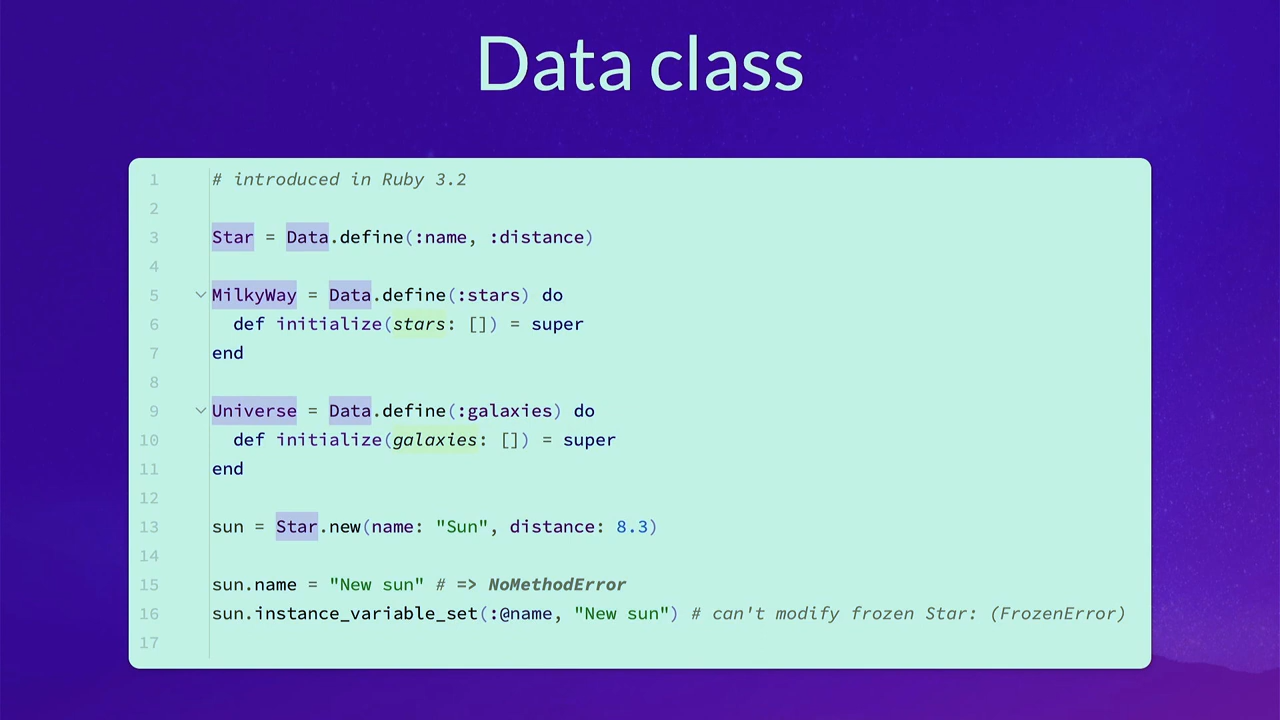 Data class
1 # introduced in Ruby 3.2
2
3 Star = Data.define(:name, :distance)
4
5 MilkyWay = Data.define(:stars) do
6   def initialize(stars: []) = super
7 end
8
9 Universe = Data.define(:galaxies) do
10   def initialize(galaxies: []) = super
11 end
12
13 sun = Star.new(name: "Sun", distance: 8.3)
14
15 sun.name = "New sun" # => NoMethodError
16 sun.instance_variable_set(:@name, "New sun") # can't modify frozen Star: (FrozenError)
17